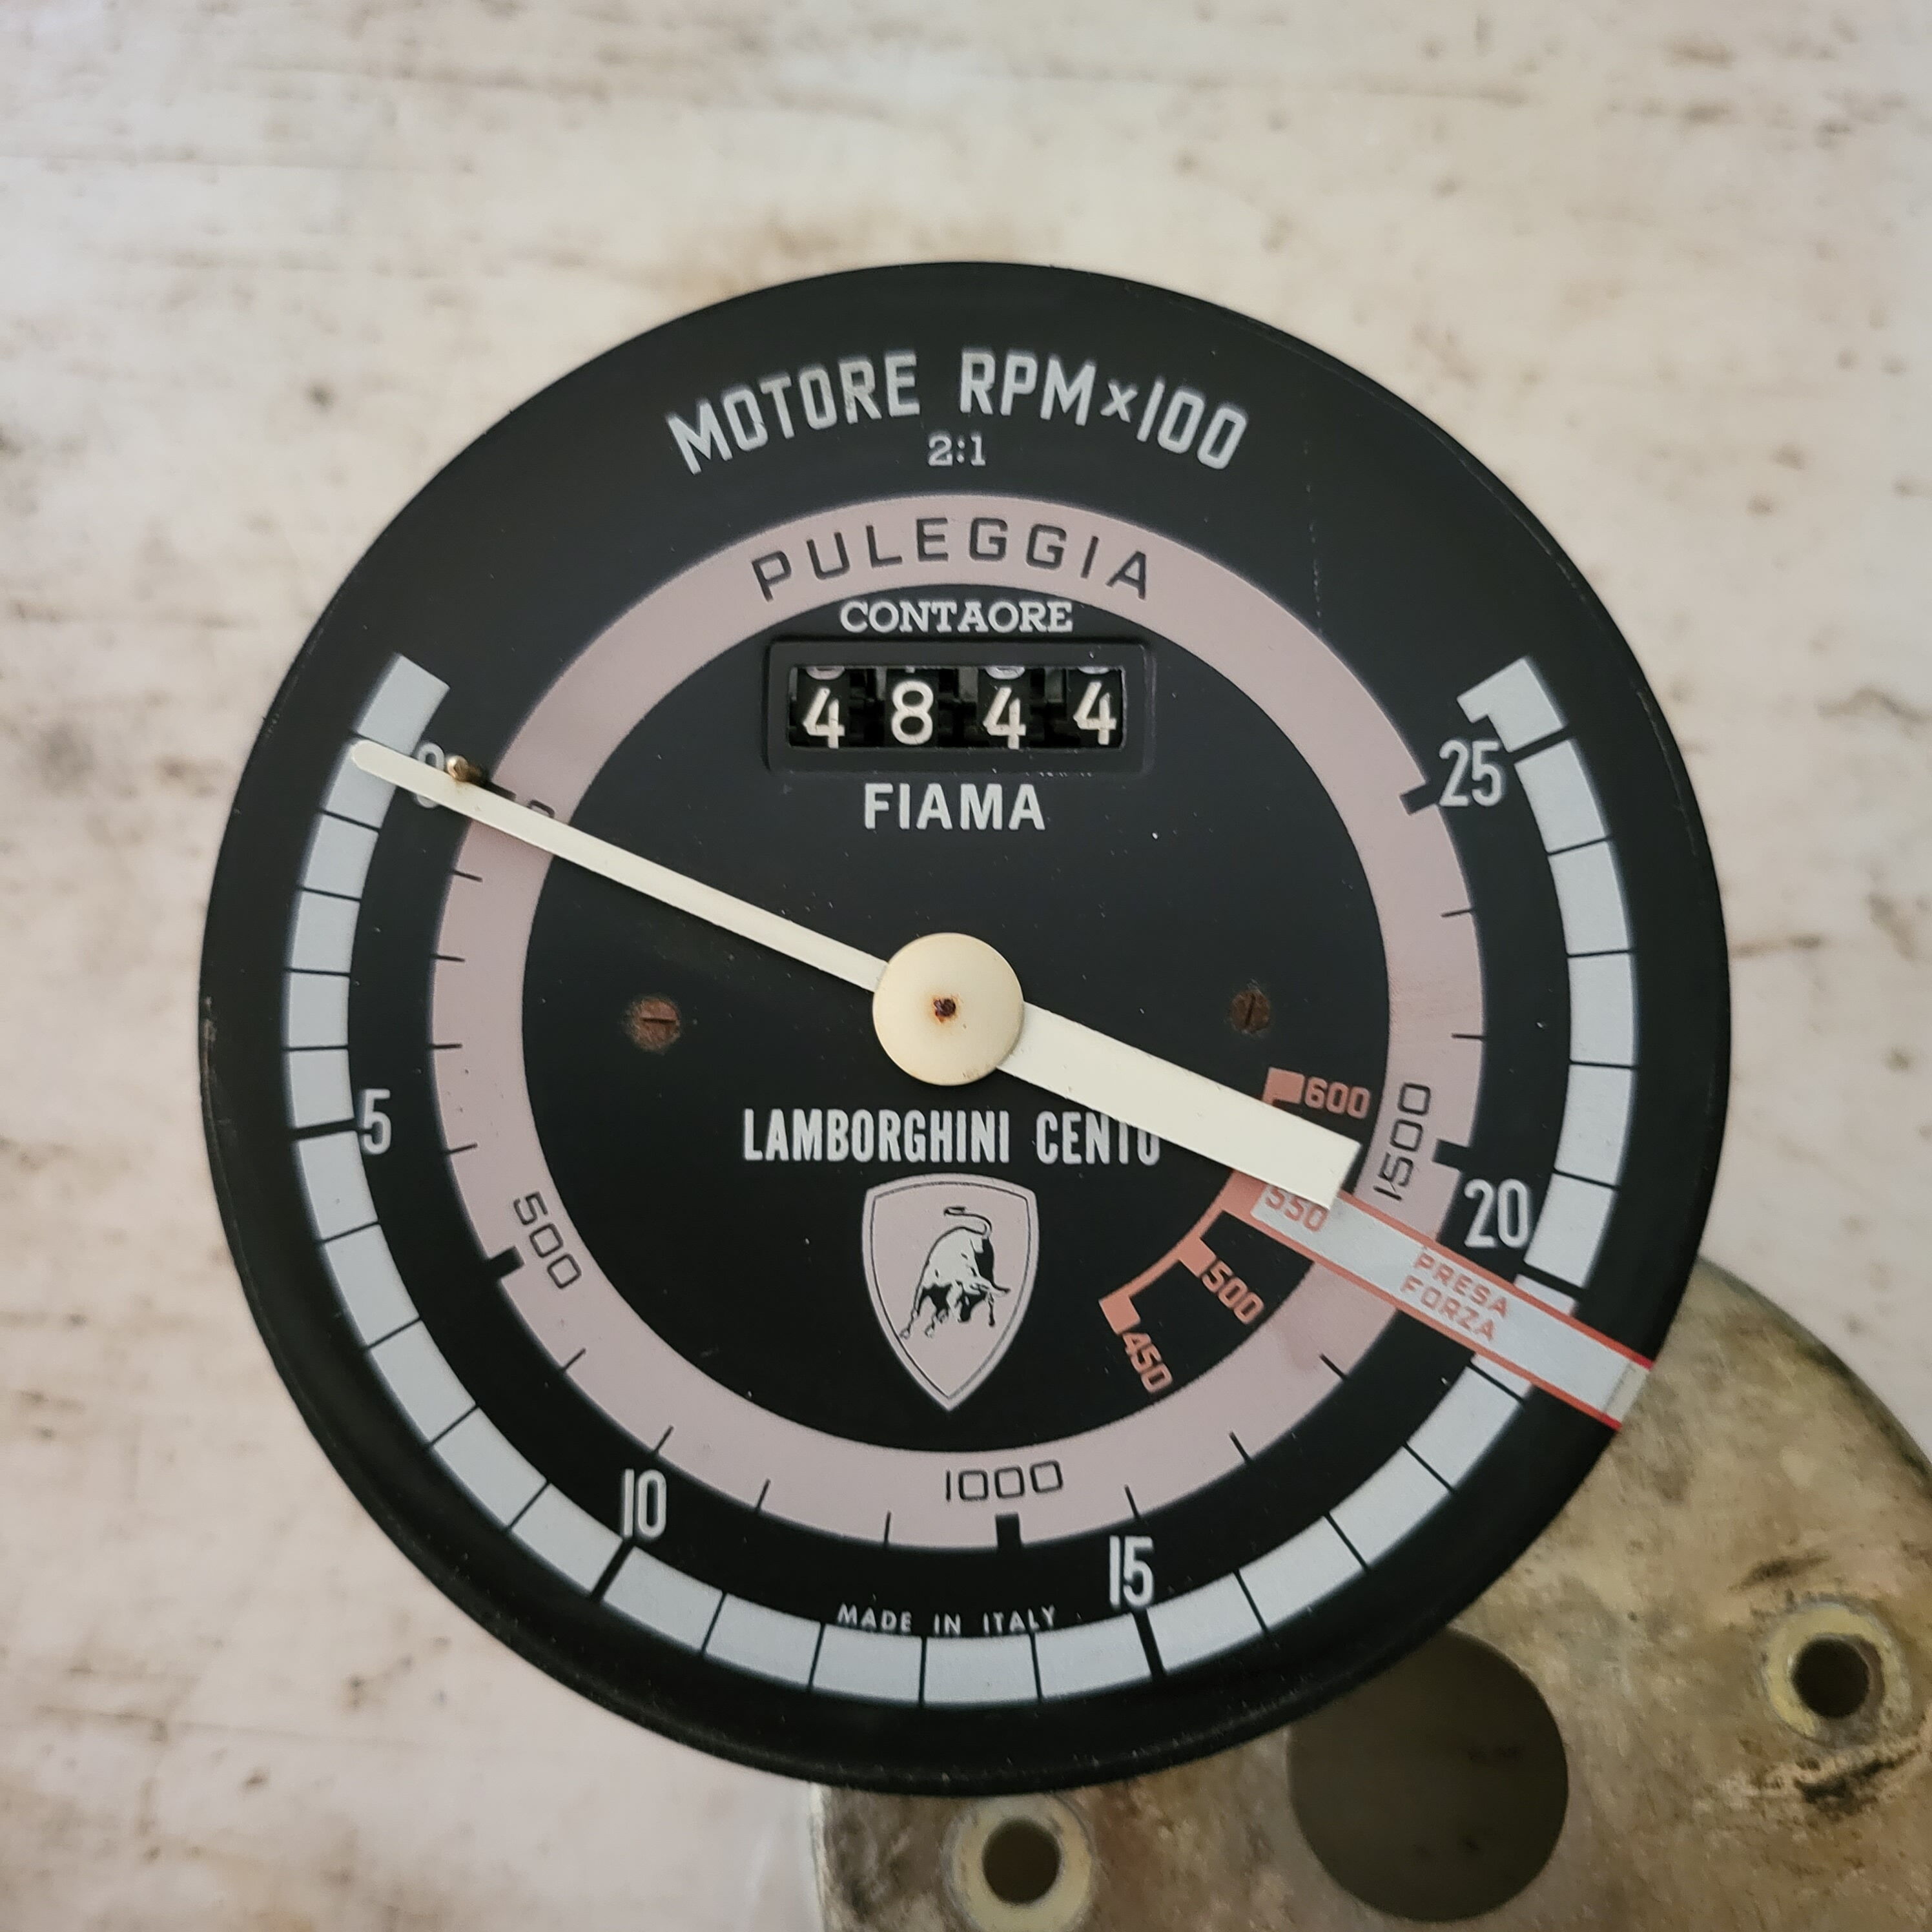 MOTORE RPM×100
2:1
PULEGGIA
CONTAORE
4844
FIAMA
0
25
600
LAMBORGHINI CENTO
1500
5
20
550
PRESA
FORZA
500
500
450
1000
10
15
MADE IN ITALY